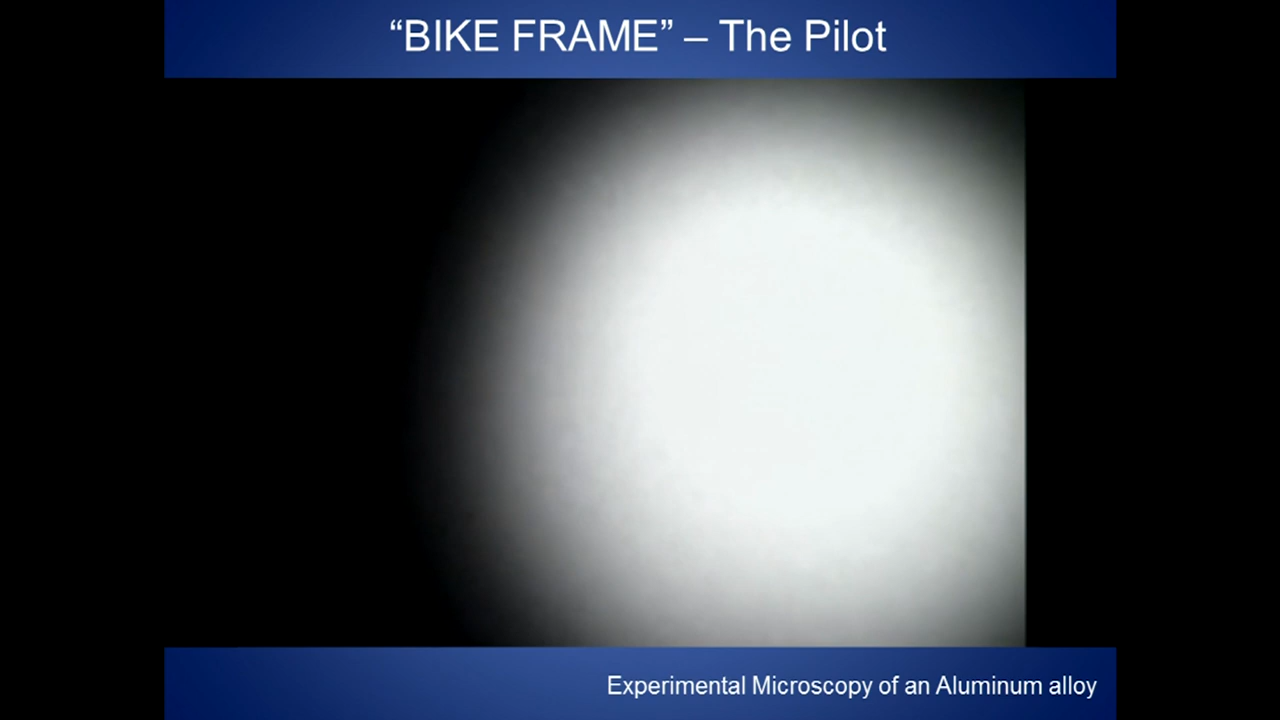 “BIKE FRAME” – The Pilot
Experimental Microscopy of an Aluminum alloy